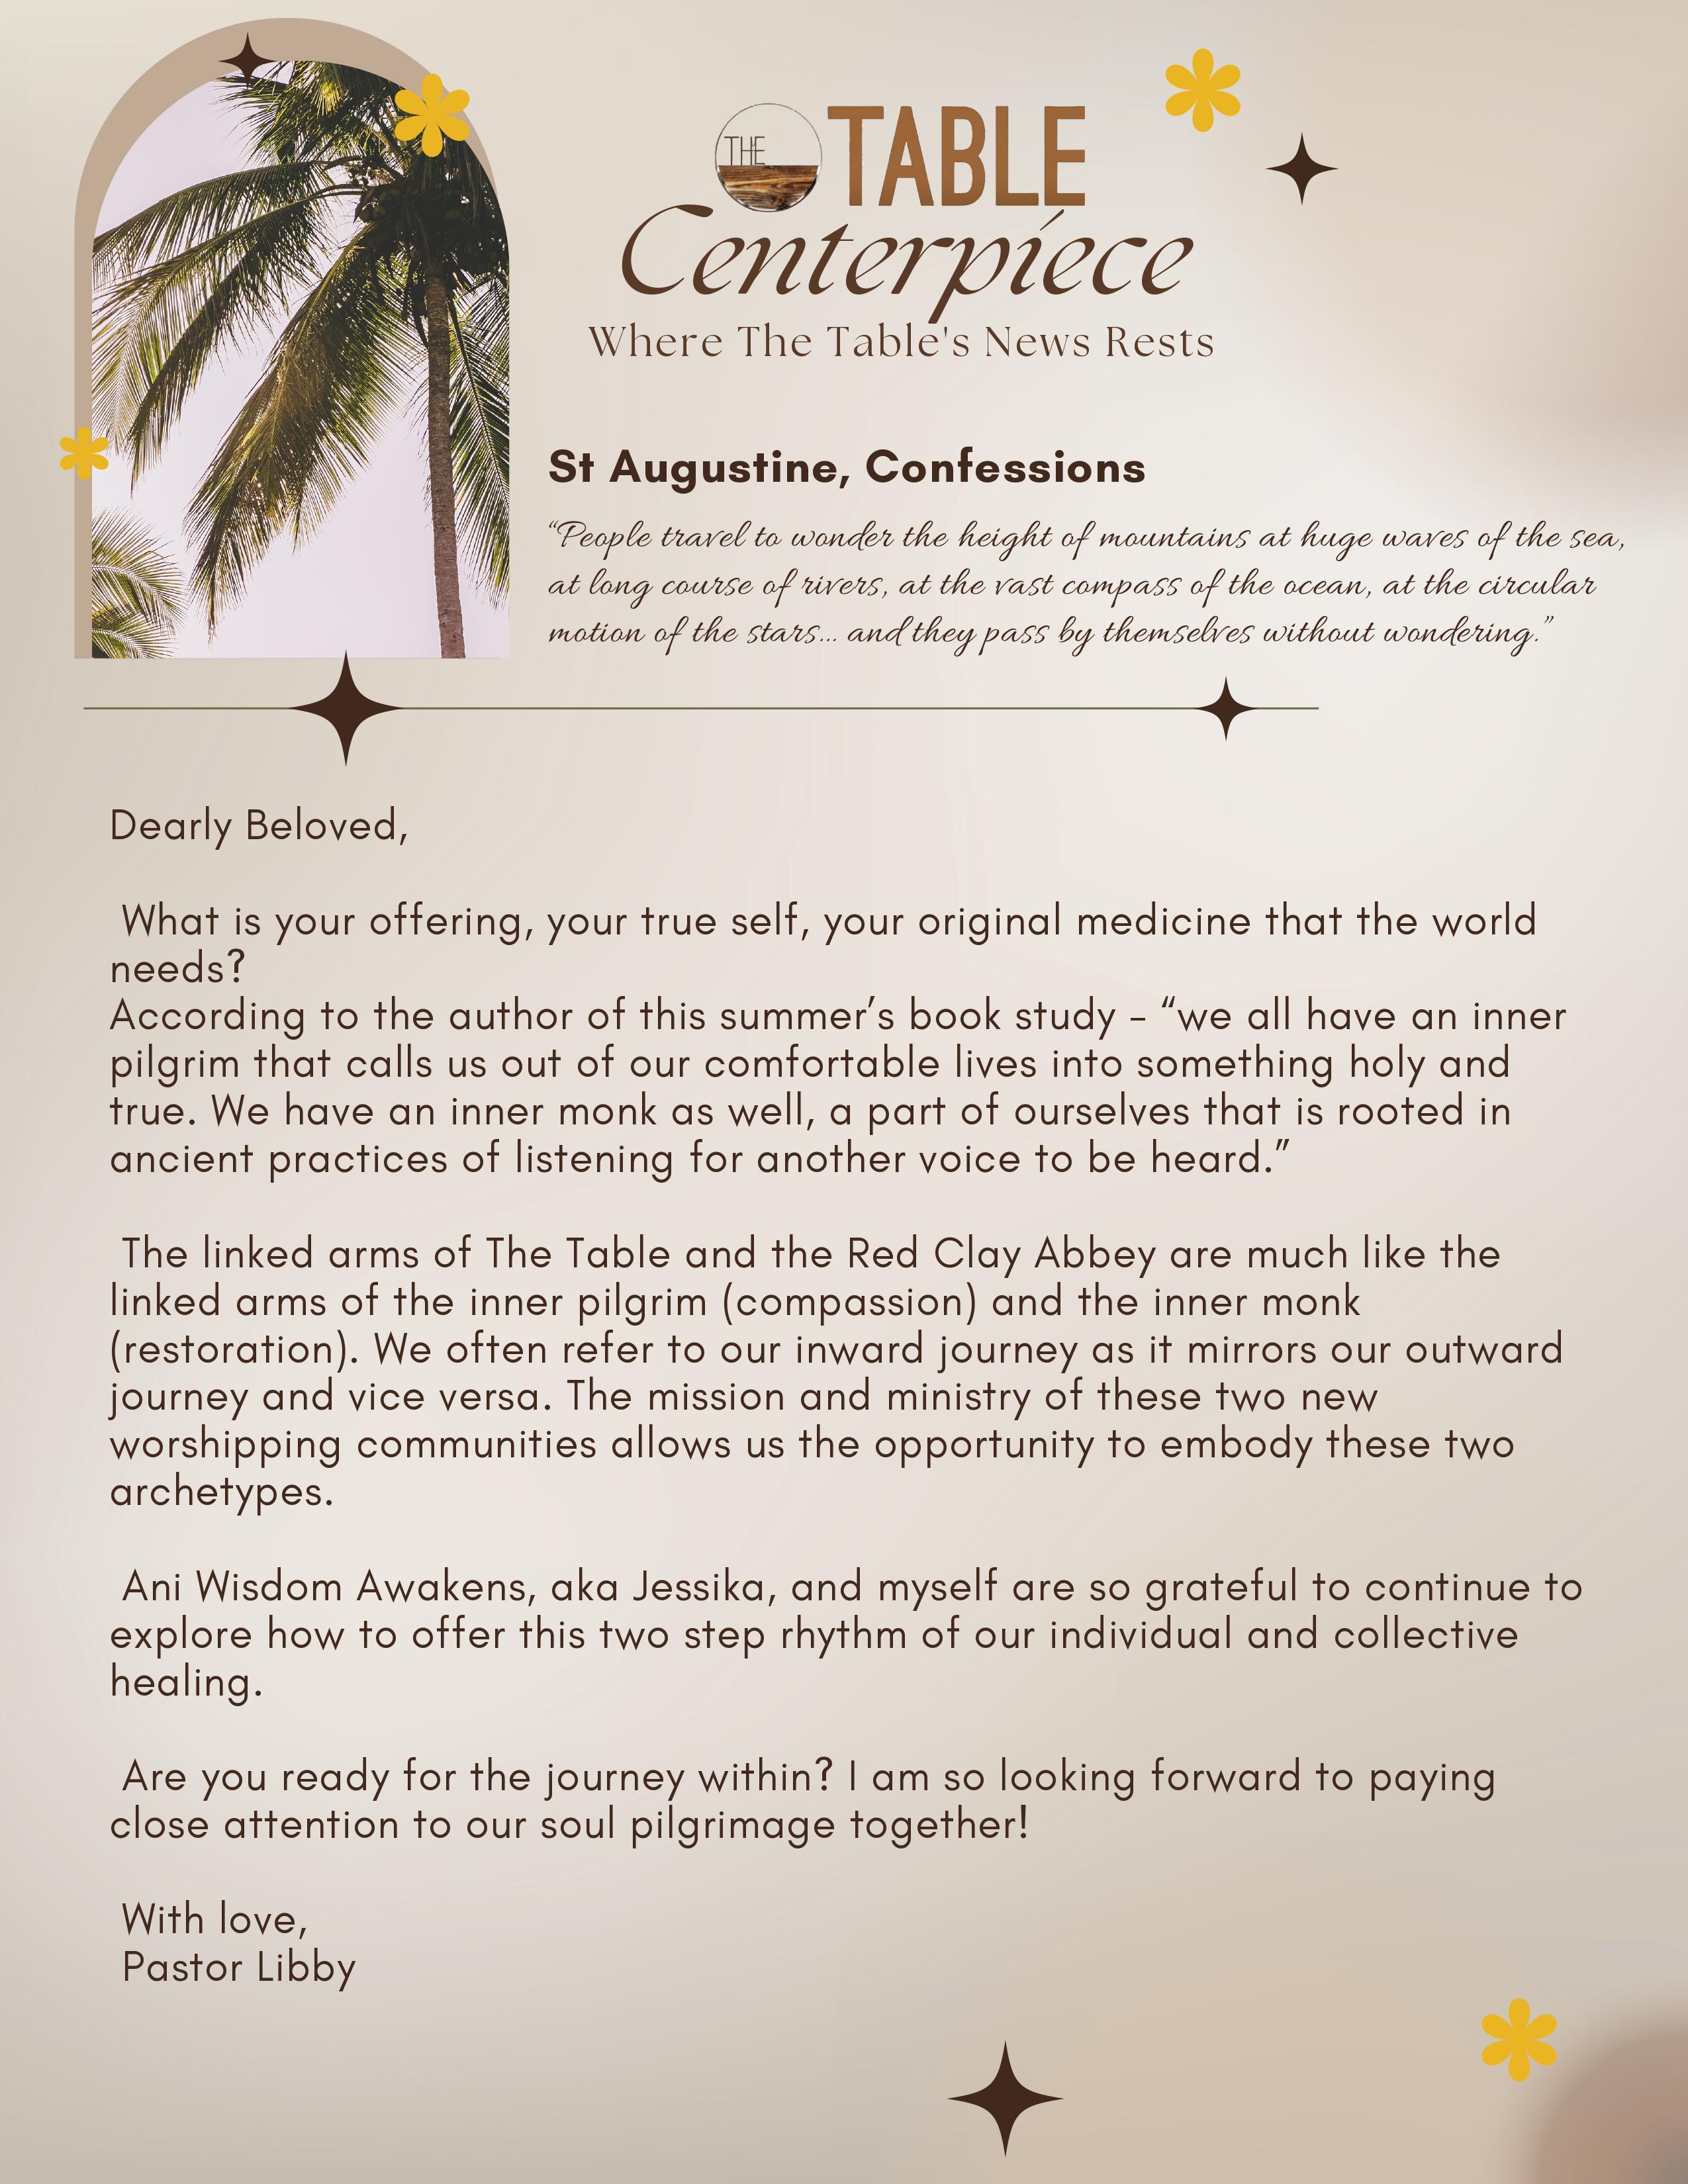 THE TABLE
Centerpiece
Where The Table's News Rests
St Augustine, Confessions
“People travel to wonder the height of mountains at huge waves of the sea,
at long course of rivers, at the vast compass of the ocean, at the circular
motion of the stars... and they pass by themselves without wondering.”
Dearly Beloved,
What is your offering, your true self, your original medicine that the world
needs?
According to the author of this summer’s book study - “we all have an inner
pilgrim that calls us out of our comfortable lives into something holy and
true. We have an inner monk as well, a part of ourselves that is rooted in
ancient practices of listening for another voice to be heard.”
The linked arms of The Table and the Red Clay Abbey are much like the
linked arms of the inner pilgrim (compassion) and the inner monk
(restoration). We often refer to our inward journey as it mirrors our outward
journey and vice versa. The mission and ministry of these two new
worshipping communities allows us the opportunity to embody these two
archetypes.
Ani Wisdom Awakens, aka Jessika, and myself are so grateful to continue to
explore how to offer this two step rhythm of our individual and collective
healing.
Are you ready for the journey within? I am so looking forward to paying
close attention to our soul pilgrimage together!
With love,
Pastor Libby